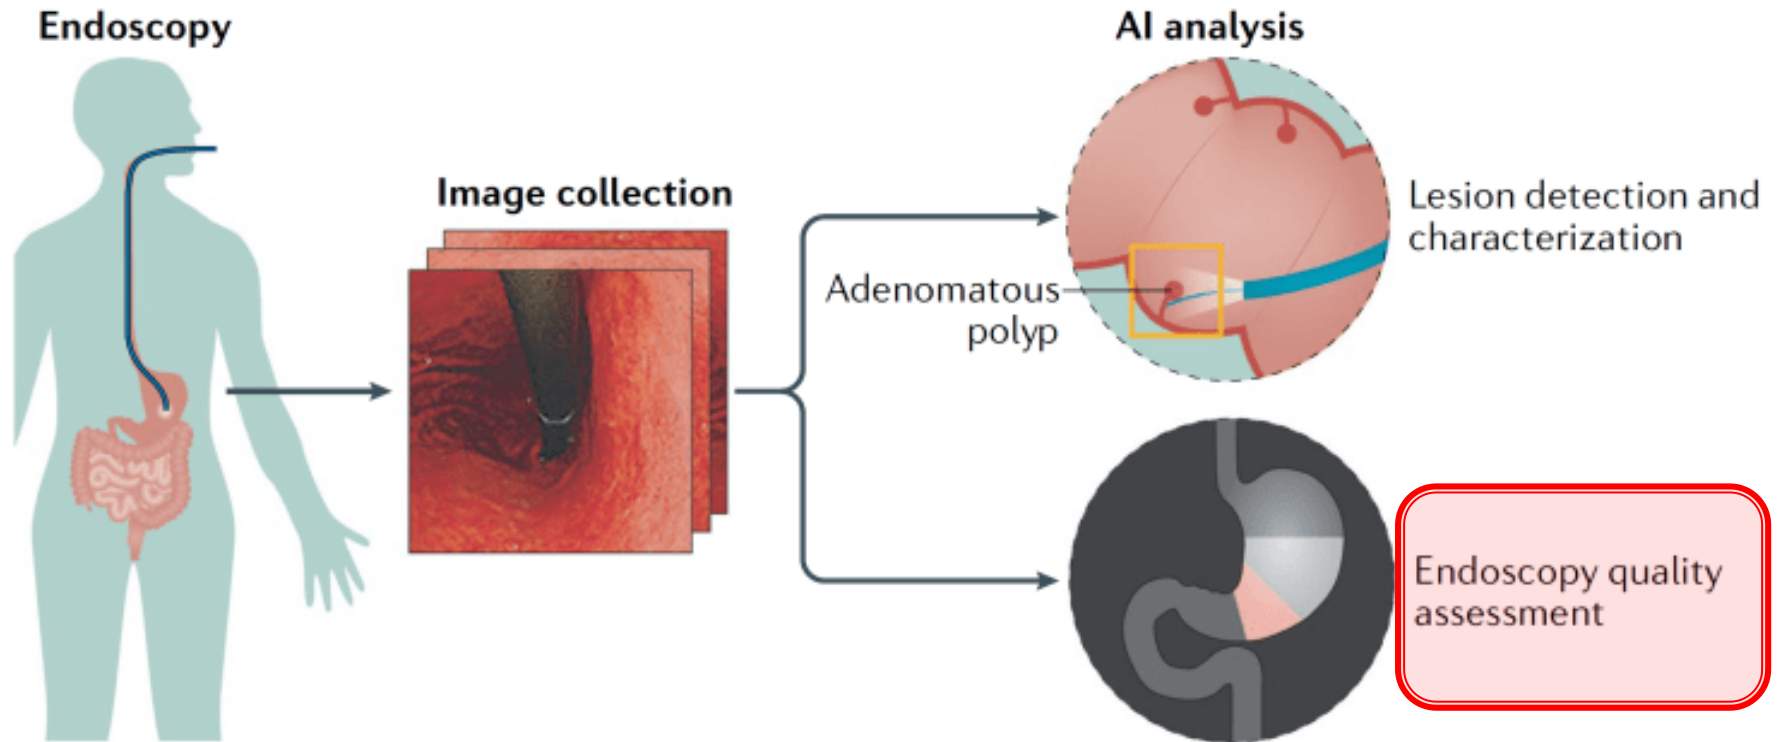 Endoscopy
Image collection
AI analysis
Adenomatous
polyp
Lesion detection and
characterization
Endoscopy quality
assessment